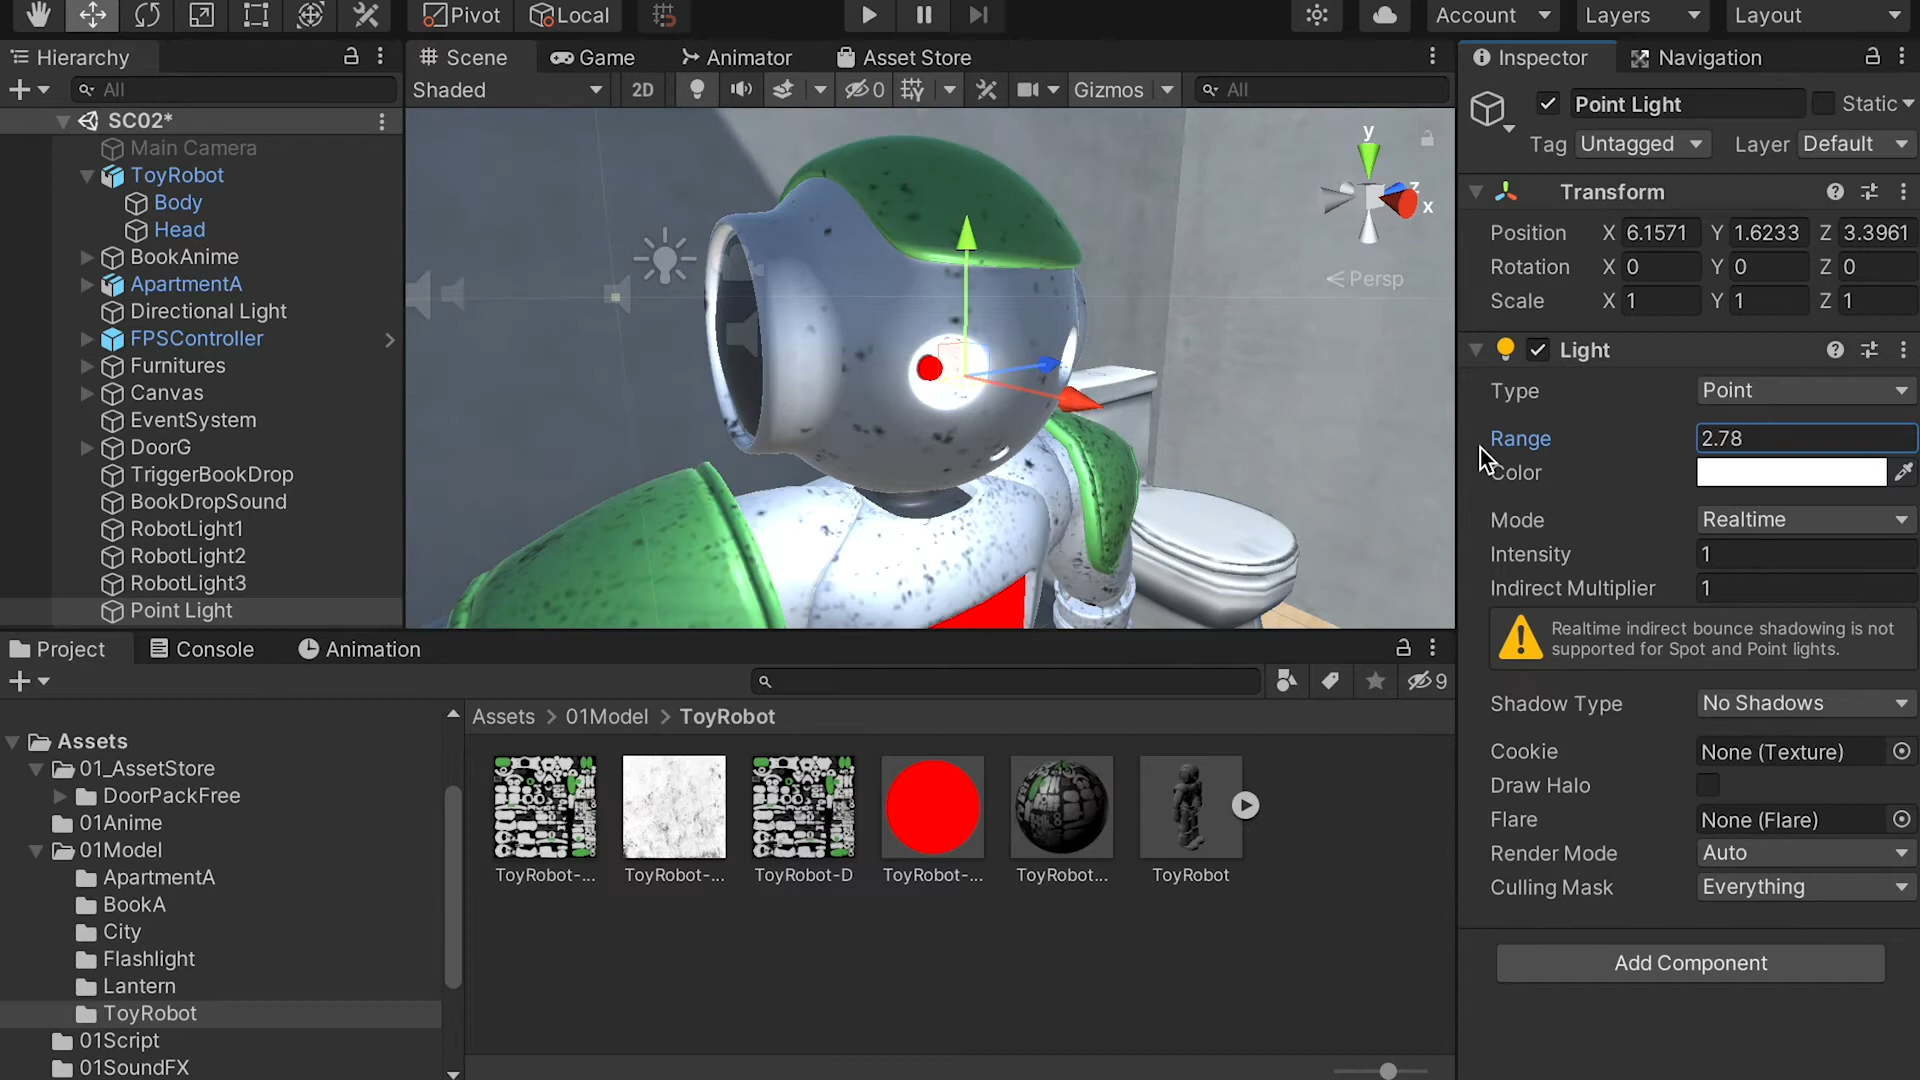 Pivot Local Account Layers Layout
Hierarchy
All
SC02*
Main Camera
ToyRobot
Body
Head
BookAnime
ApartmentA
Directional Light
FPSController
Furnitures
Canvas
EventSystem
DoorG
TriggerBookDrop
BookDropSound
RobotLight1
RobotLight2
RobotLight3
Point Light
Scene Game Animator Asset Store
Shaded 2D 0 Gizmos All
y
z
x
Persp
Inspector Navigation
Point Light Static
Tag Untagged Layer Default
Transform
Position X 6.1571 Y 1.6233 Z 3.3961
Rotation X 0 Y 0 Z 0
Scale X 1 Y 1 Z 1
Light
Type Point
Range 2.78
Color
Mode Realtime
Intensity 1
Indirect Multiplier 1
Realtime indirect bounce shadowing is not
supported for Spot and Point lights.
Shadow Type No Shadows
Cookie None (Texture)
Draw Halo
Flare None (Flare)
Render Mode Auto
Culling Mask Everything
Add Component
Project Console Animation
9
Assets
01_AssetStore
DoorPackFree
01Anime
01Model
ApartmentA
BookA
City
Flashlight
Lantern
ToyRobot
01Script
01SoundFX
Assets > 01Model > ToyRobot
ToyRobot-... ToyRobot-... ToyRobot-D ToyRobot-... ToyRobot... ToyRobot